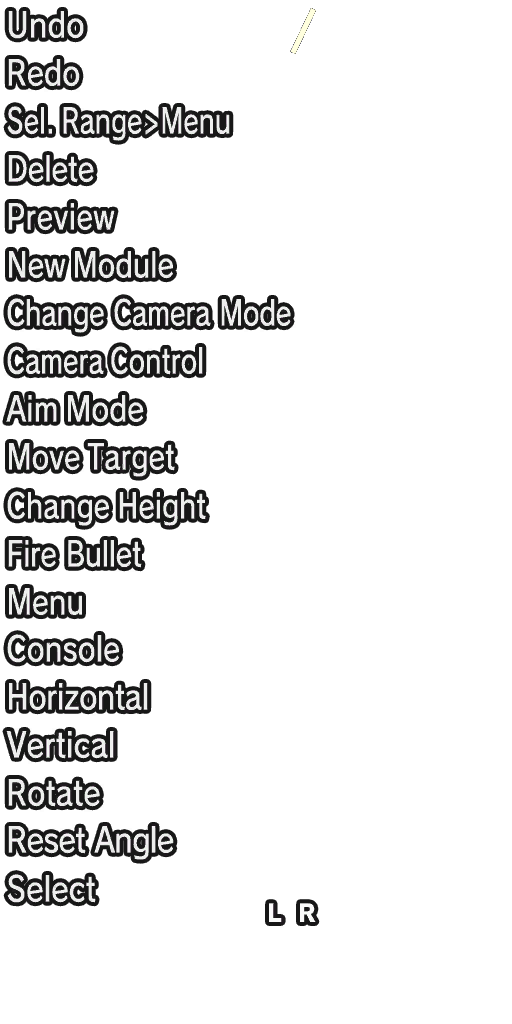 Undo /
Redo
Sel. Range>Menu
Delete
Preview
New Module
Change Camera Mode
Camera Control
Aim Mode
Move Target
Change Height
Fire Bullet
Menu
Console
Horizontal
Vertical
Rotate
Reset Angle
Select
L R